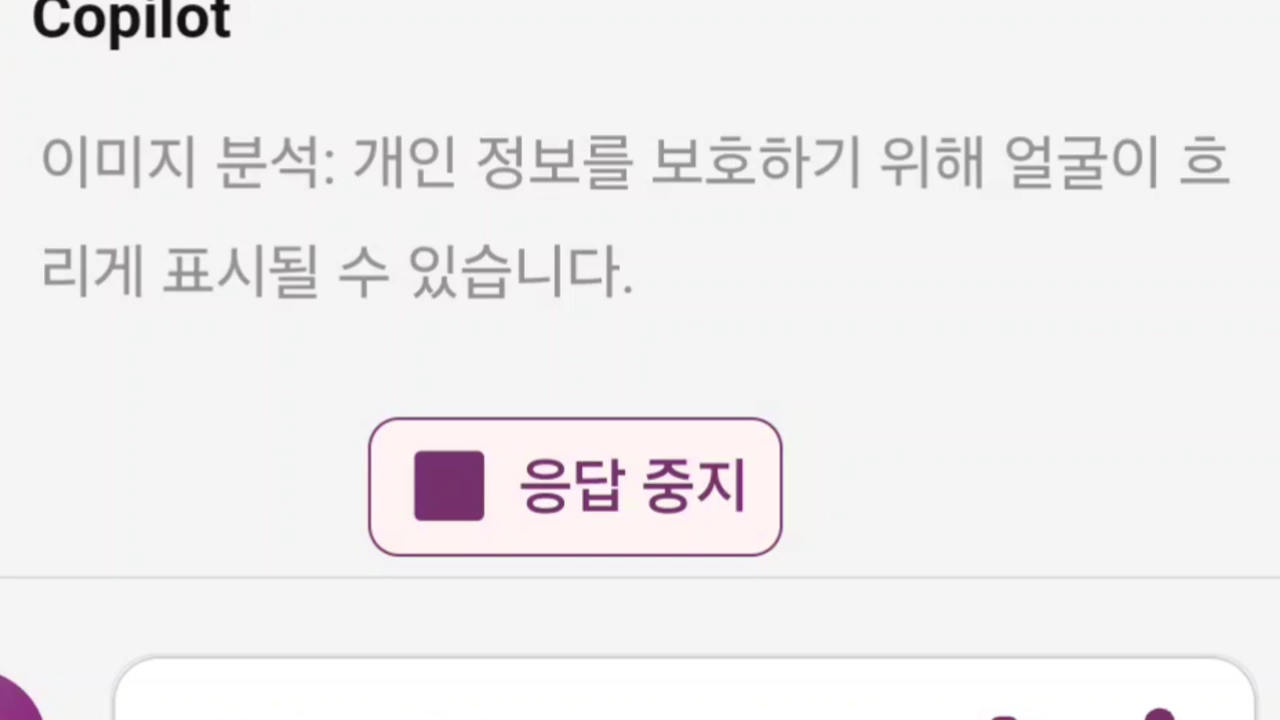 Copilot
이미지 분석: 개인 정보를 보호하기 위해 얼굴이 흐
리게 표시될 수 있습니다.
응답 중지